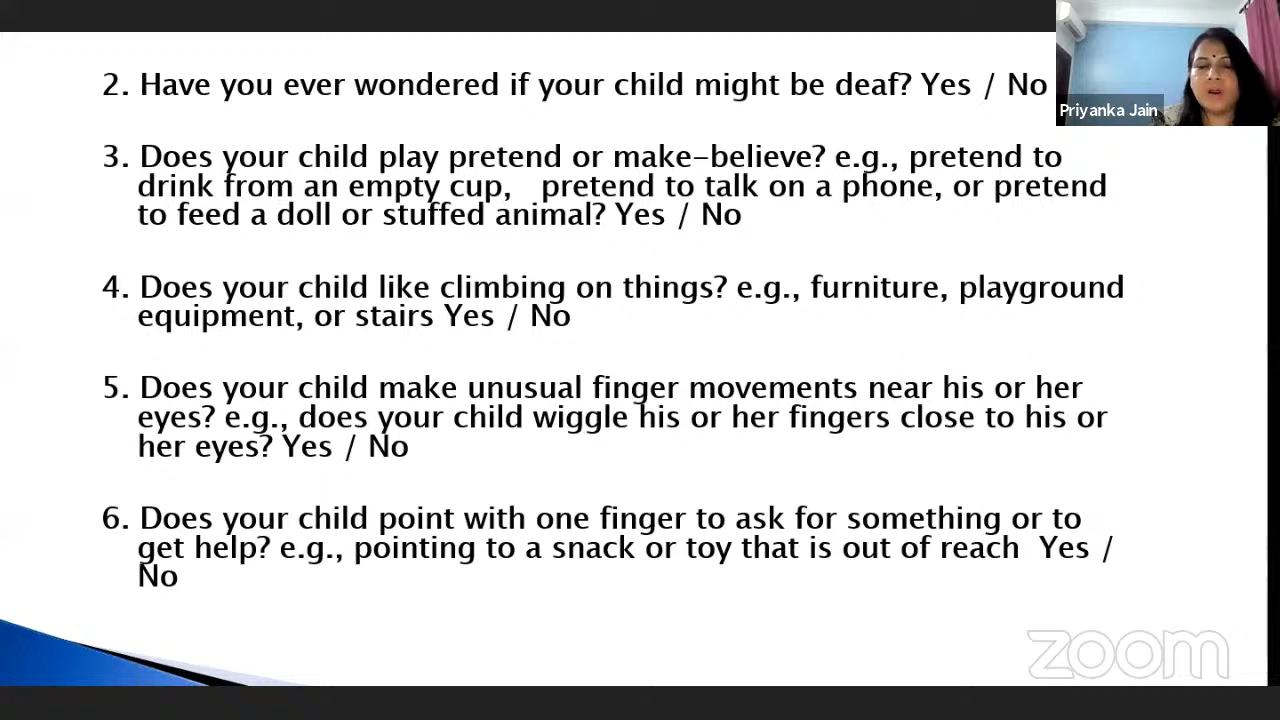 2. Have you ever wondered if your child might be deaf? Yes / No
Priyanka Jain
3. Does your child play pretend or make-believe? e.g., pretend to
drink from an empty cup, pretend to talk on a phone, or pretend
to feed a doll or stuffed animal? Yes / No
4. Does your child like climbing on things? e.g., furniture, playground
equipment, or stairs Yes / No
5. Does your child make unusual finger movements near his or her
eyes? e.g., does your child wiggle his or her fingers close to his or
her eyes? Yes / No
6. Does your child point with one finger to ask for something or to
get help? e.g., pointing to a snack or toy that is out of reach Yes /
No
zoom